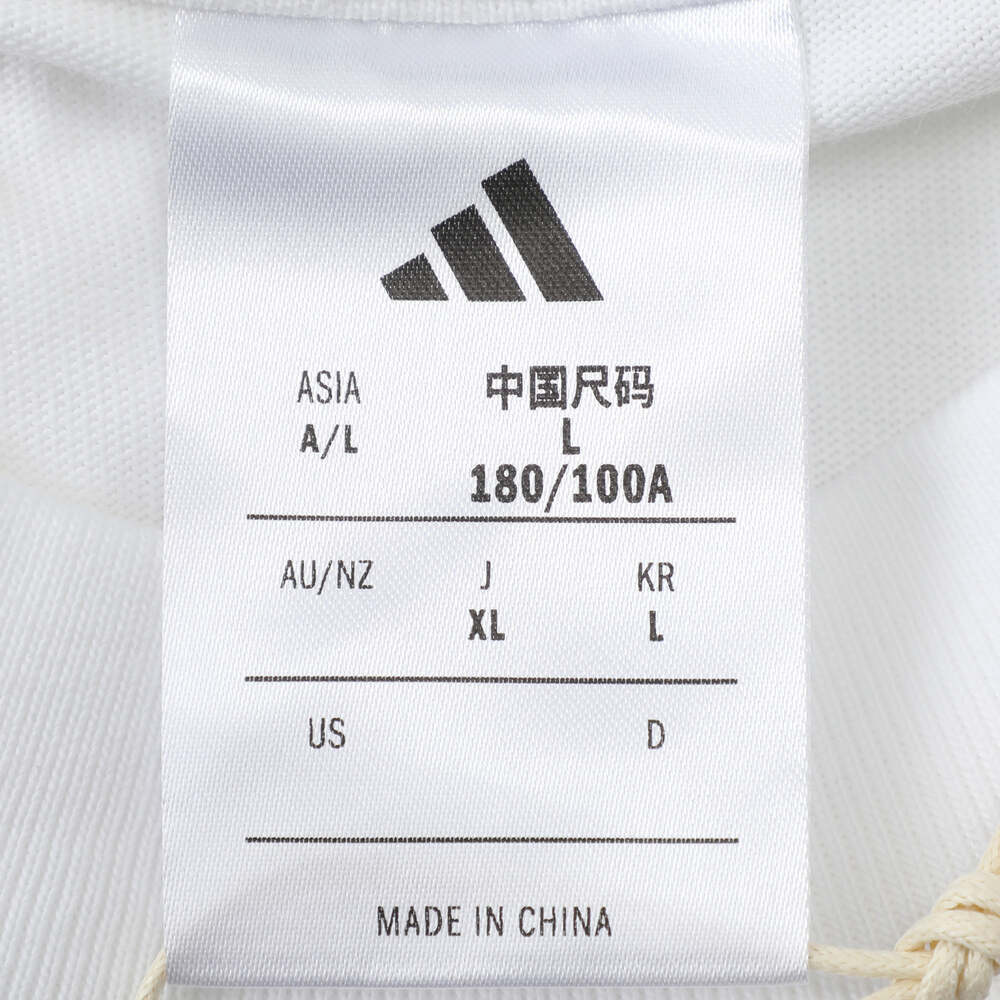 ASIA 中国尺码
A/L L
180/100A
AU/NZ J KR
XL L
US D
MADE IN CHINA